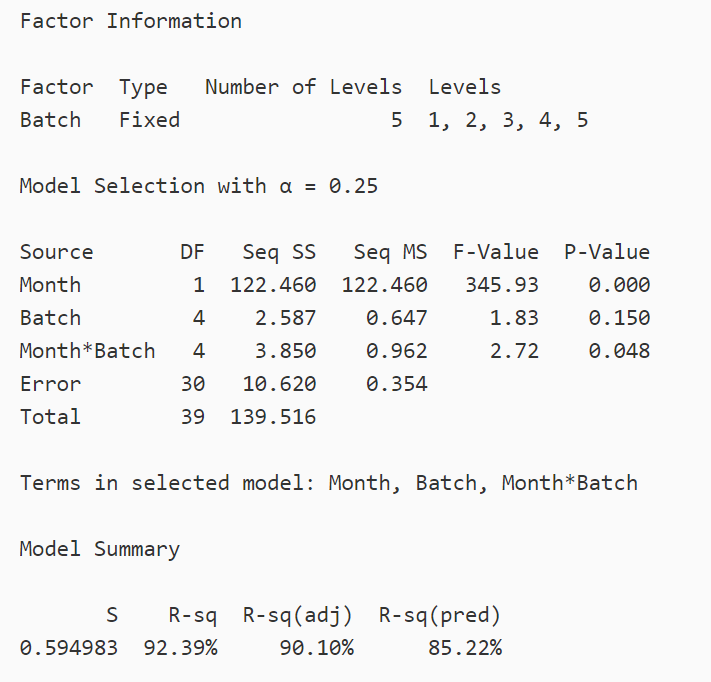 Factor Information
Factor  Type   Number of Levels  Levels
Batch   Fixed                 5  1, 2, 3, 4, 5
Model Selection with α = 0.25
Source       DF   Seq SS   Seq MS  F-Value  P-Value
Month         1  122.460  122.460   345.93    0.000
Batch         4    2.587    0.647     1.83    0.150
Month*Batch   4    3.850    0.962     2.72    0.048
Error        30   10.620    0.354
Total        39  139.516
Terms in selected model: Month, Batch, Month*Batch
Model Summary
       S    R-sq  R-sq(adj)  R-sq(pred)
0.594983  92.39%     90.10%      85.22%